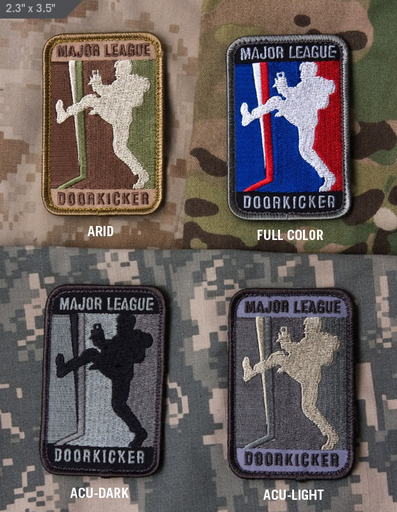 2.3" x 3.5"
MAJOR LEAGUE
DOORKICKER
ARID
MAJOR LEAGUE
DOORKICKER
FULL COLOR
MAJOR LEAGUE
DOORKICKER
ACU-DARK
MAJOR LEAGUE
DOORKICKER
ACU-LIGHT